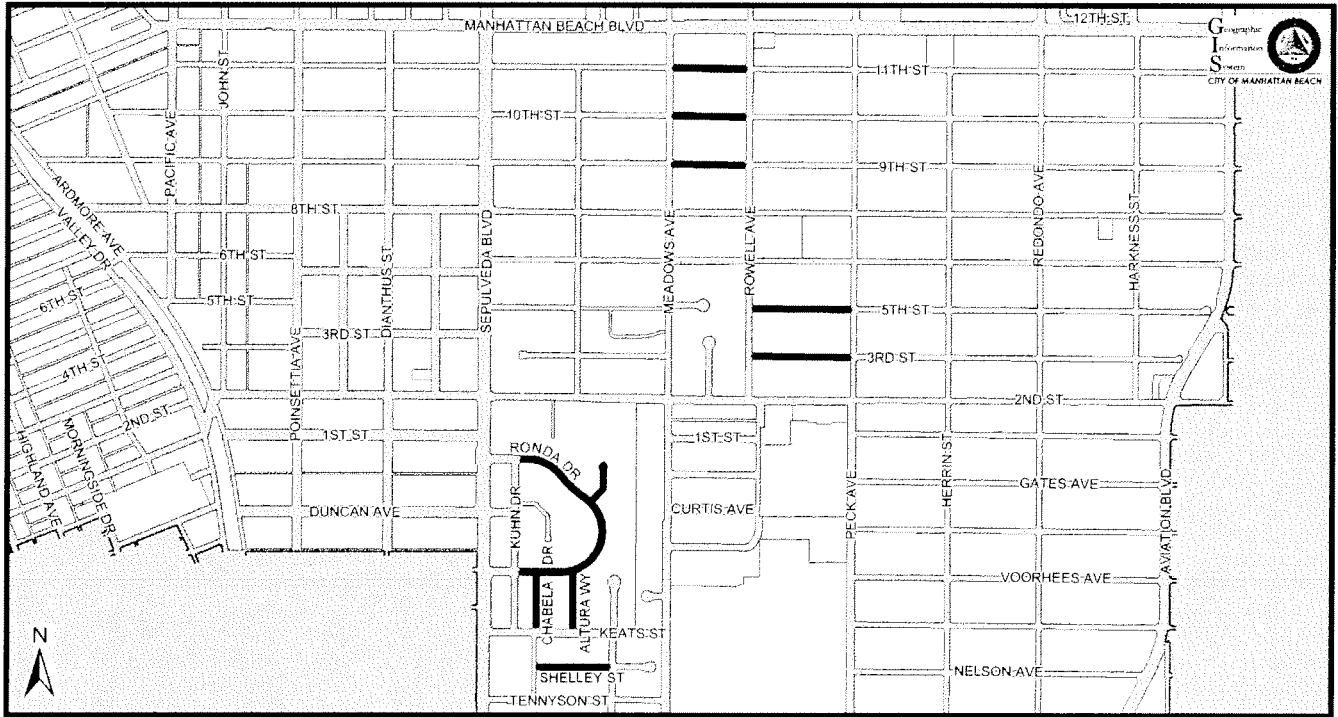 MANHATTAN BEACH BLVD
12TH ST
Geographic
Information
System
CITY OF MANHATTAN BEACH
JOHN ST
11TH ST
10TH ST
PACIFIC AVE
9TH ST
ARDMORE AVE
VALLEY DR
8TH ST
SEPULVEDA BLVD
MEADOWS AVE
ROWELL AVE
REDONDO AVE
HARKNESS ST
6TH ST
DIANTHUS ST
6TH ST
5TH ST
5TH ST
3RD ST
3RD ST
POINSETTIA AVE
4TH S
2ND ST
2ND ST
HIGHLAND AVE
MORNINGSIDE DR
1ST ST
1ST ST
RONDA DR
KUHN DR
PECK AVE
HERRIN ST
GATES AVE
AVIATION BLVD
DUNCAN AVE
CURTIS AVE
CHABELA DR
ALTURA WY
VOORHEES AVE
KEATS ST
N
SHELLEY ST
NELSON AVE
TENNYSON ST